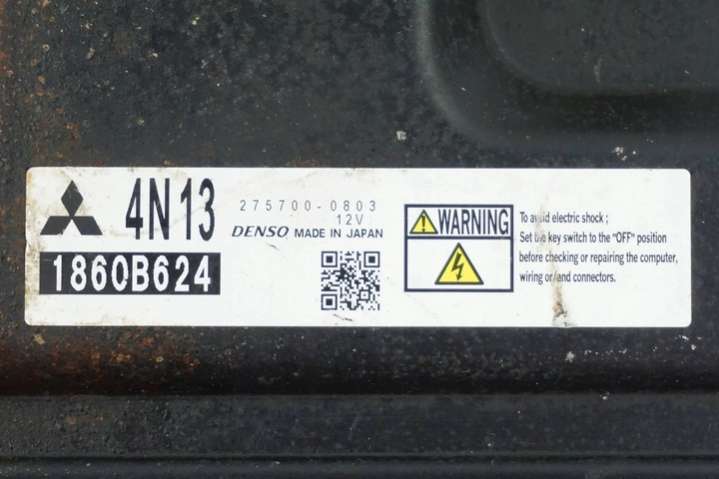 4N13
1860B624
275700-0803
12V
DENSO MADE IN JAPAN
WARNING
To avoid electric shock ;
Set the key switch to the "OFF" position
before checking or repairing the computer,
wiring or/and connectors.